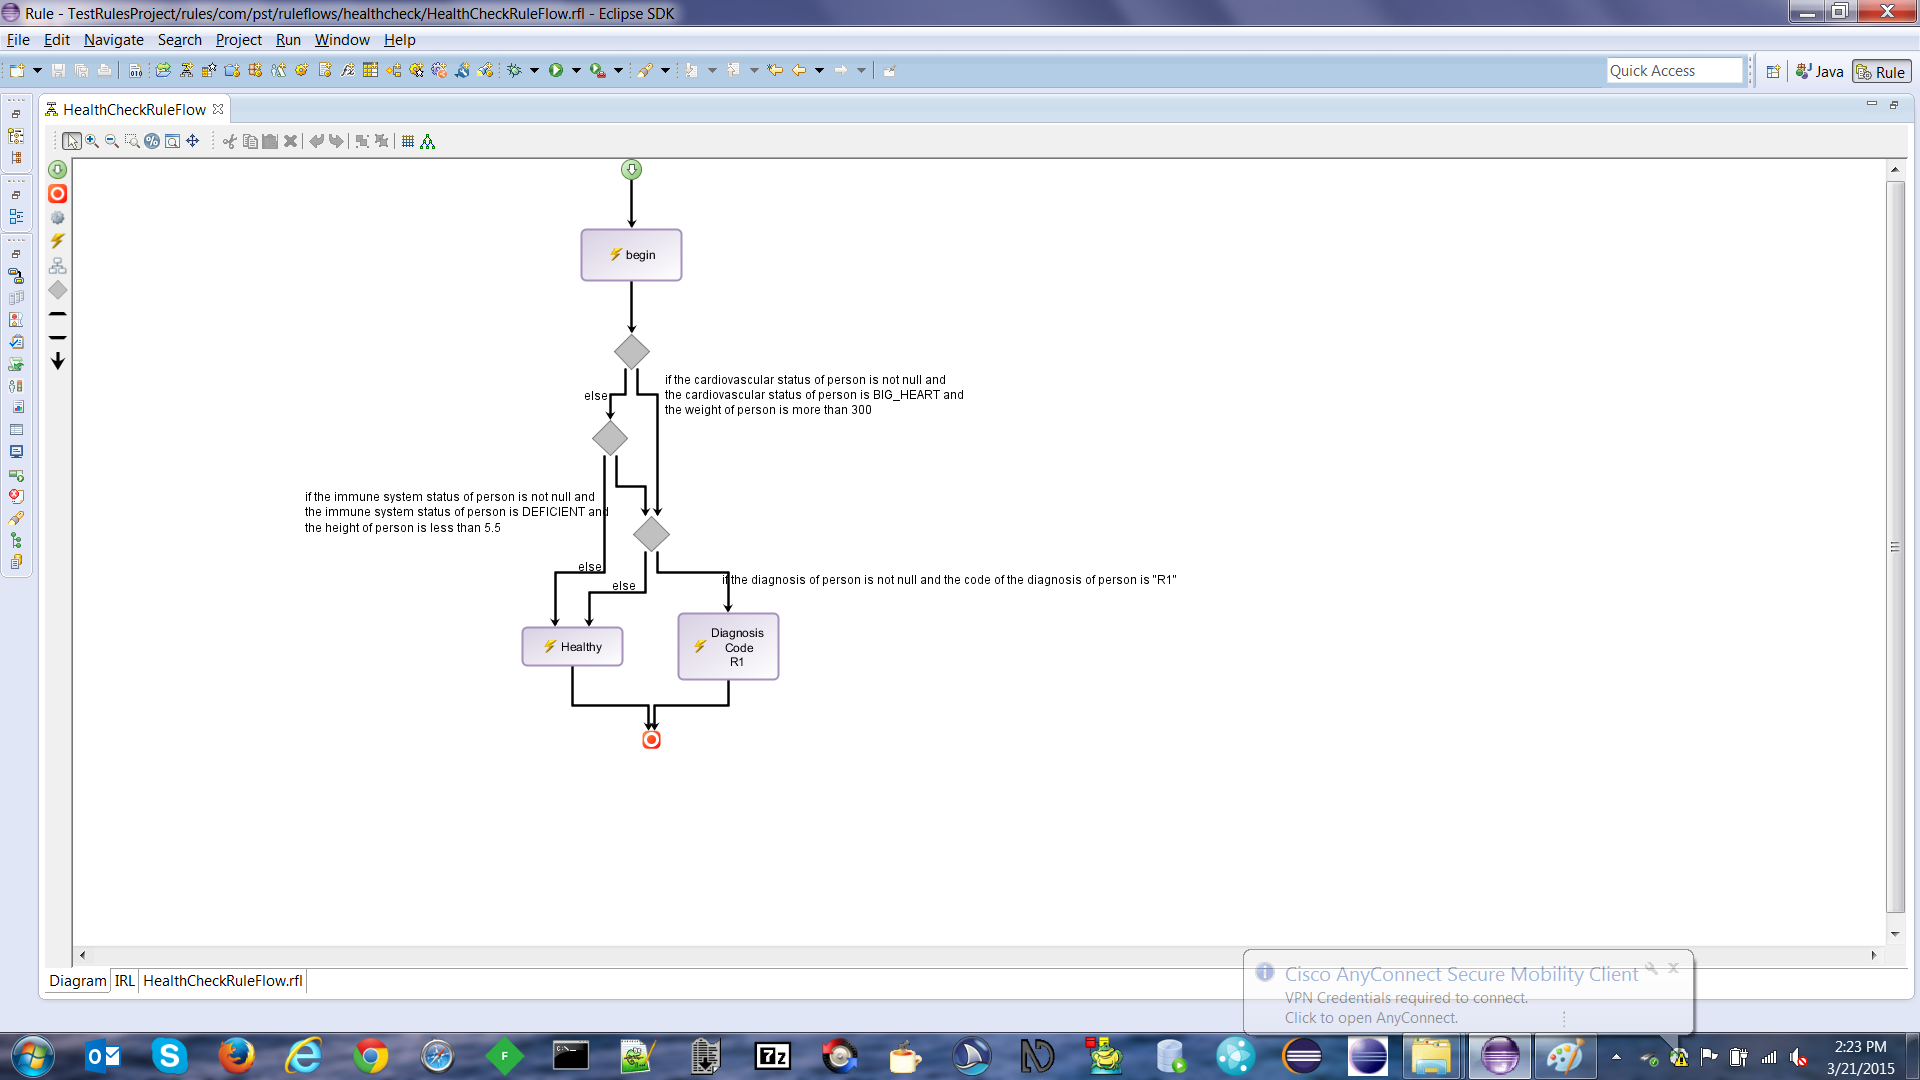 Rule - TestRulesProject/rules/com/pst/ruleflows/healthcheck/HealthCheckRuleFlow.rfl - Eclipse SDK
File Edit Navigate Search Project Run Window Help
Quick Access
Java
Rule
HealthCheckRuleFlow
begin
if the cardiovascular status of person is not null and
else
the cardiovascular status of person is BIG_HEART and
the weight of person is more than 300
if the immune system status of person is not null and
the immune system status of person is DEFICIENT and
the height of person is less than 5.5
else
else
if the diagnosis of person is not null and the code of the diagnosis of person is "R1"
Healthy
Diagnosis
Code
R1
Diagram IRL HealthCheckRuleFlow.rfl
Cisco AnyConnect Secure Mobility Client
VPN Credentials required to connect.
Click to open AnyConnect.
2:23 PM
3/21/2015